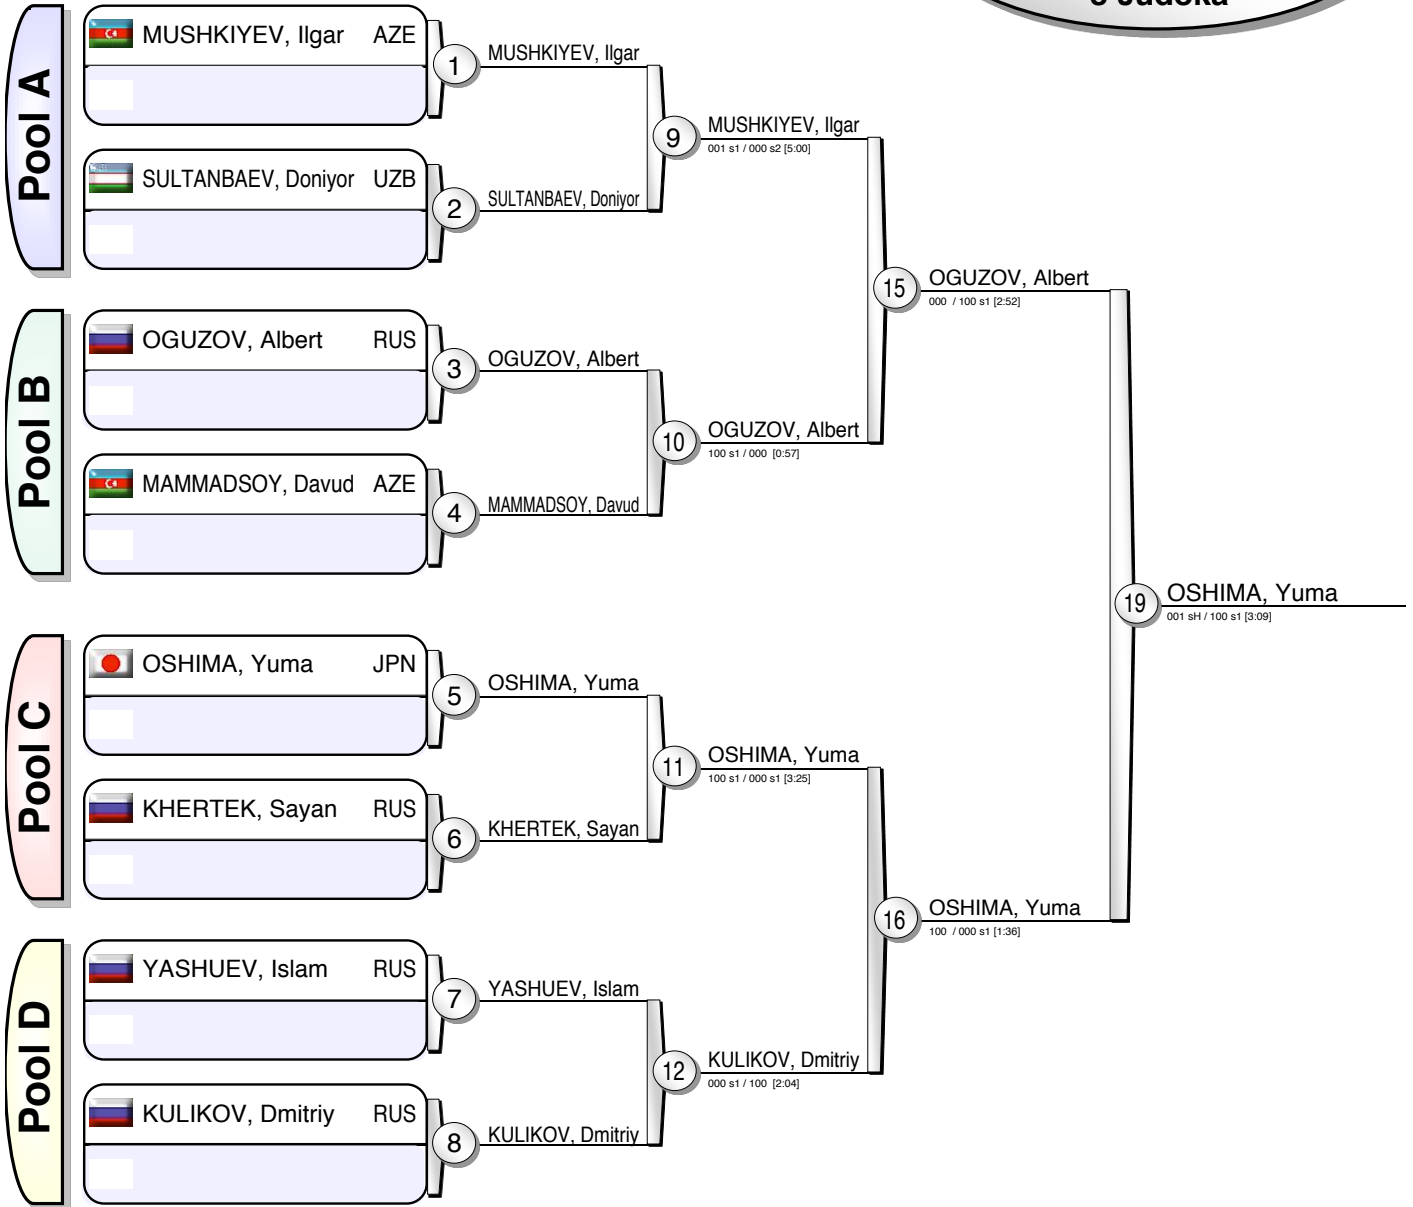 8 Judoka
Pool A
MUSHKIYEV, Ilgar AZE
1
MUSHKIYEV, Ilgar
SULTANBAEV, Doniyor UZB
2
SULTANBAEV, Doniyor
9
MUSHKIYEV, Ilgar
001 s1 / 000 s2 [5:00]
Pool B
OGUZOV, Albert RUS
3
OGUZOV, Albert
MAMMADSOY, Davud AZE
4
MAMMADSOY, Davud
10
OGUZOV, Albert
100 s1 / 000 [0:57]
15
OGUZOV, Albert
000 / 100 s1 [2:52]
Pool C
OSHIMA, Yuma JPN
5
OSHIMA, Yuma
KHERTEK, Sayan RUS
6
KHERTEK, Sayan
11
OSHIMA, Yuma
100 s1 / 000 s1 [3:25]
Pool D
YASHUEV, Islam RUS
7
YASHUEV, Islam
KULIKOV, Dmitriy RUS
8
KULIKOV, Dmitriy
12
KULIKOV, Dmitriy
000 s1 / 100 [2:04]
16
OSHIMA, Yuma
100 / 000 s1 [1:36]
19
OSHIMA, Yuma
001 sH / 100 s1 [3:09]